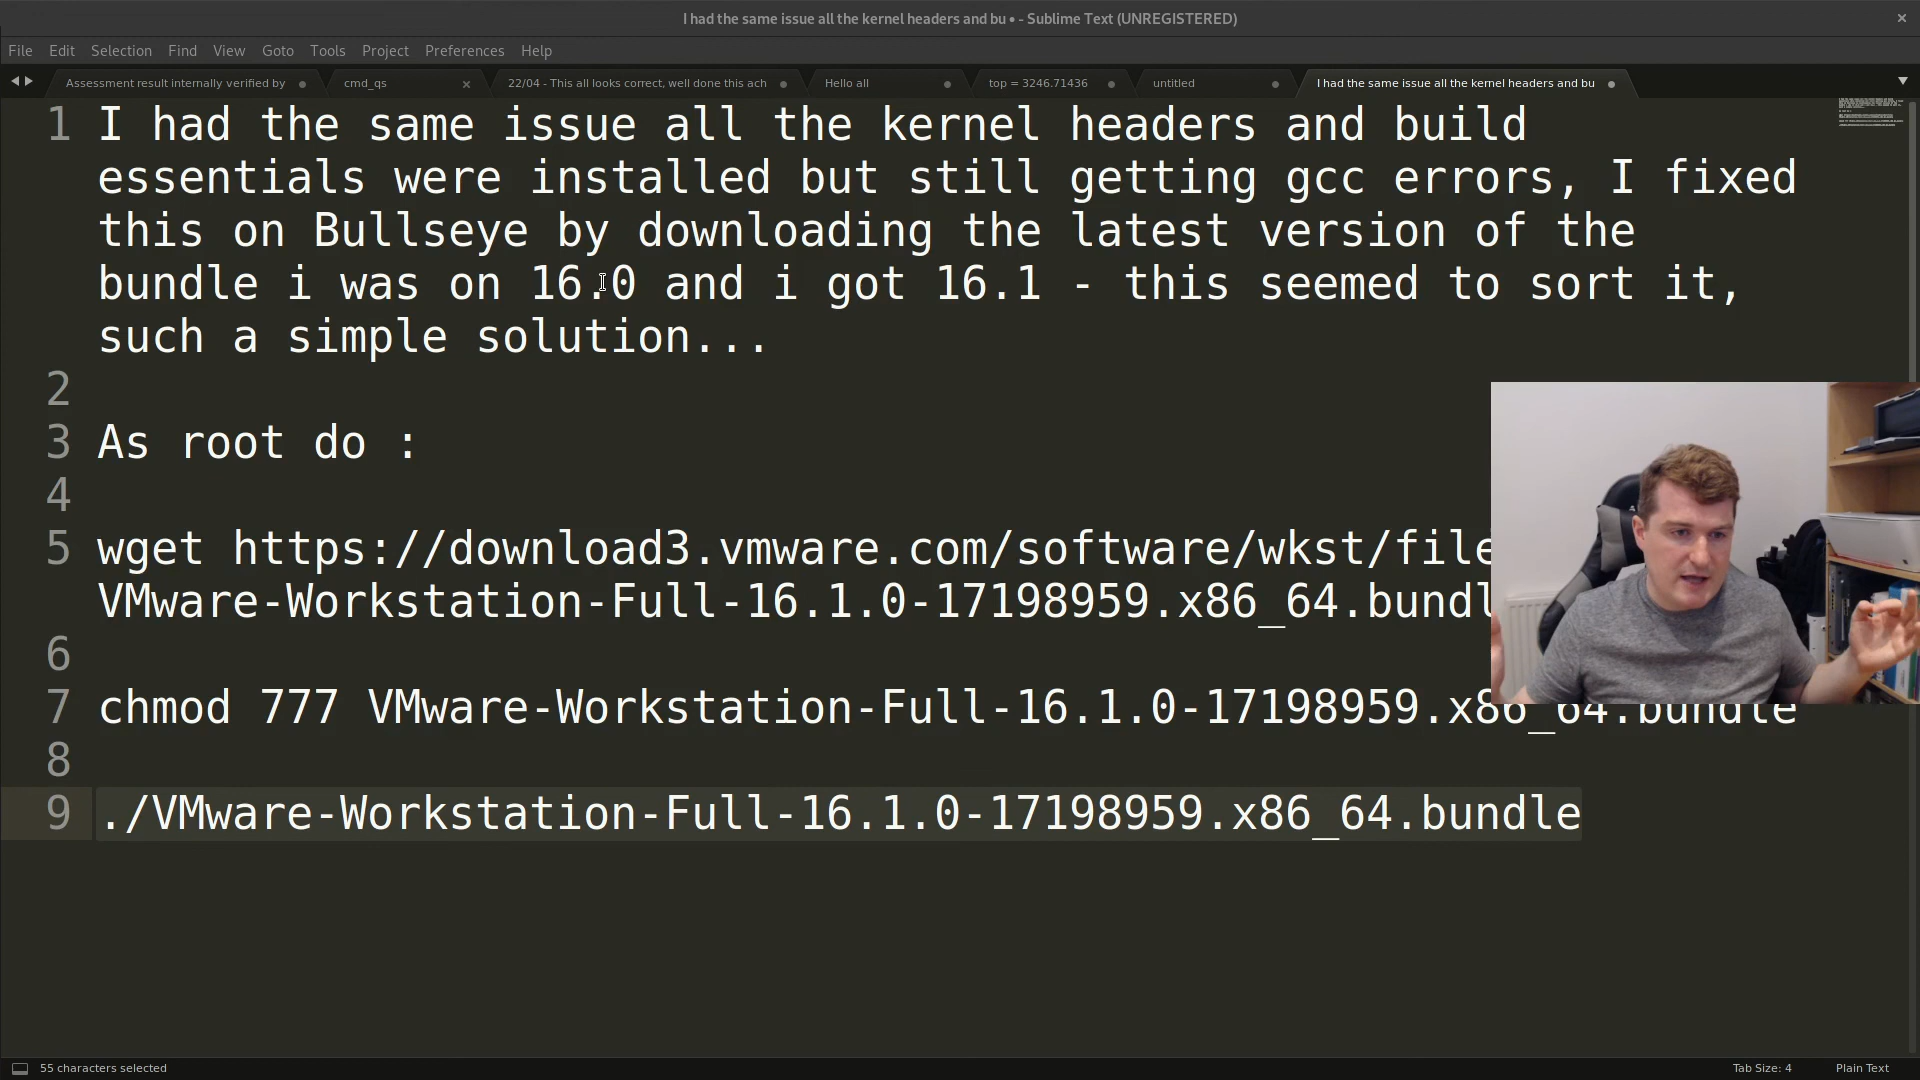 I had the same issue all the kernel headers and bu • - Sublime Text (UNREGISTERED)
File Edit Selection Find View Goto Tools Project Preferences Help
Assessment result internally verified by
cmd_qs
22/04 - This all looks correct, well done this ach
Hello all
top = 3246.71436
untitled
I had the same issue all the kernel headers and bu
1 I had the same issue all the kernel headers and build
essentials were installed but still getting gcc errors, I fixed
this on Bullseye by downloading the latest version of the
bundle i was on 16.0 and i got 16.1 - this seemed to sort it,
such a simple solution...
2
3 As root do :
4
5 wget https://download3.vmware.com/software/wkst/file
VMware-Workstation-Full-16.1.0-17198959.x86_64.bundl
6
7 chmod 777 VMware-Workstation-Full-16.1.0-17198959.x86_64.bundle
8
9 ./VMware-Workstation-Full-16.1.0-17198959.x86_64.bundle
55 characters selected
Tab Size: 4
Plain Text